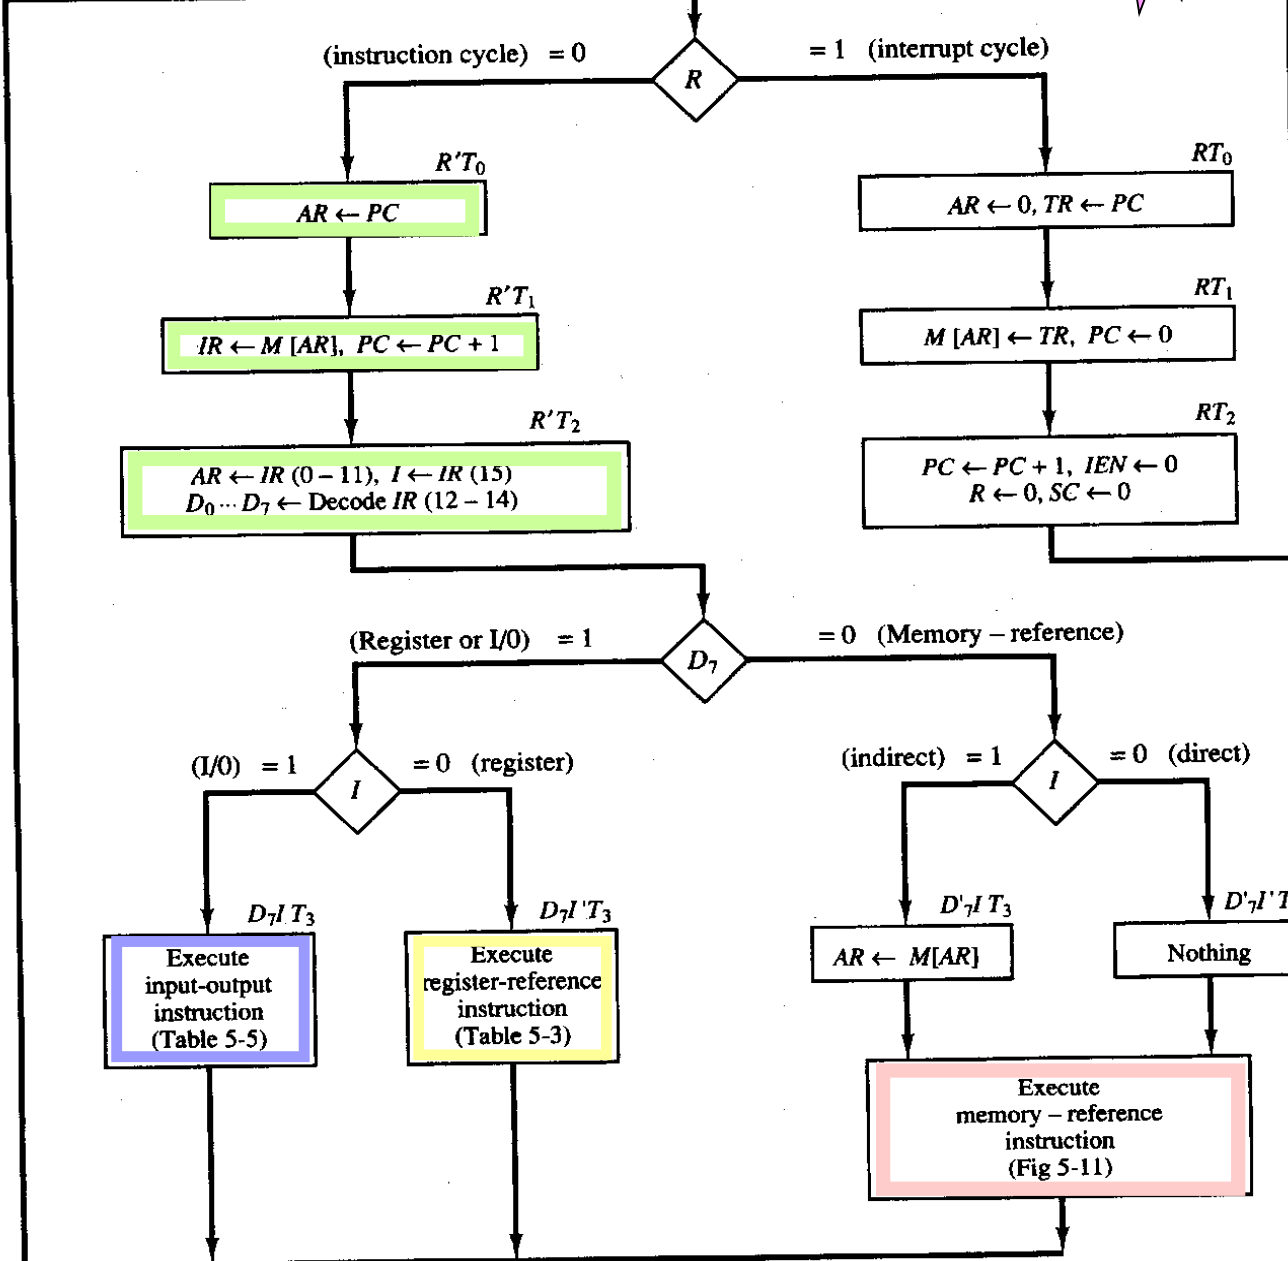 (instruction cycle) = 0
= 1 (interrupt cycle)
R
R'T₀
RT₀
AR ← PC
AR ← 0, TR ← PC
R'T₁
RT₁
IR ← M [AR], PC ← PC + 1
M [AR] ← TR, PC ← 0
R'T₂
RT₂
AR ← IR (0 – 11), I ← IR (15)
D₀ ··· D₇ ← Decode IR (12 – 14)
PC ← PC + 1, IEN ← 0
R ← 0, SC ← 0
(Register or I/0) = 1
= 0 (Memory – reference)
D₇
(I/0) = 1
= 0 (register)
I
(indirect) = 1
= 0 (direct)
I
D₇I T₃
D₇I'T₃
D'₇I T₃
D'₇I' T
Execute
input-output
instruction
(Table 5-5)
Execute
register-reference
instruction
(Table 5-3)
AR ← M[AR]
Nothing
Execute
memory – reference
instruction
(Fig 5-11)